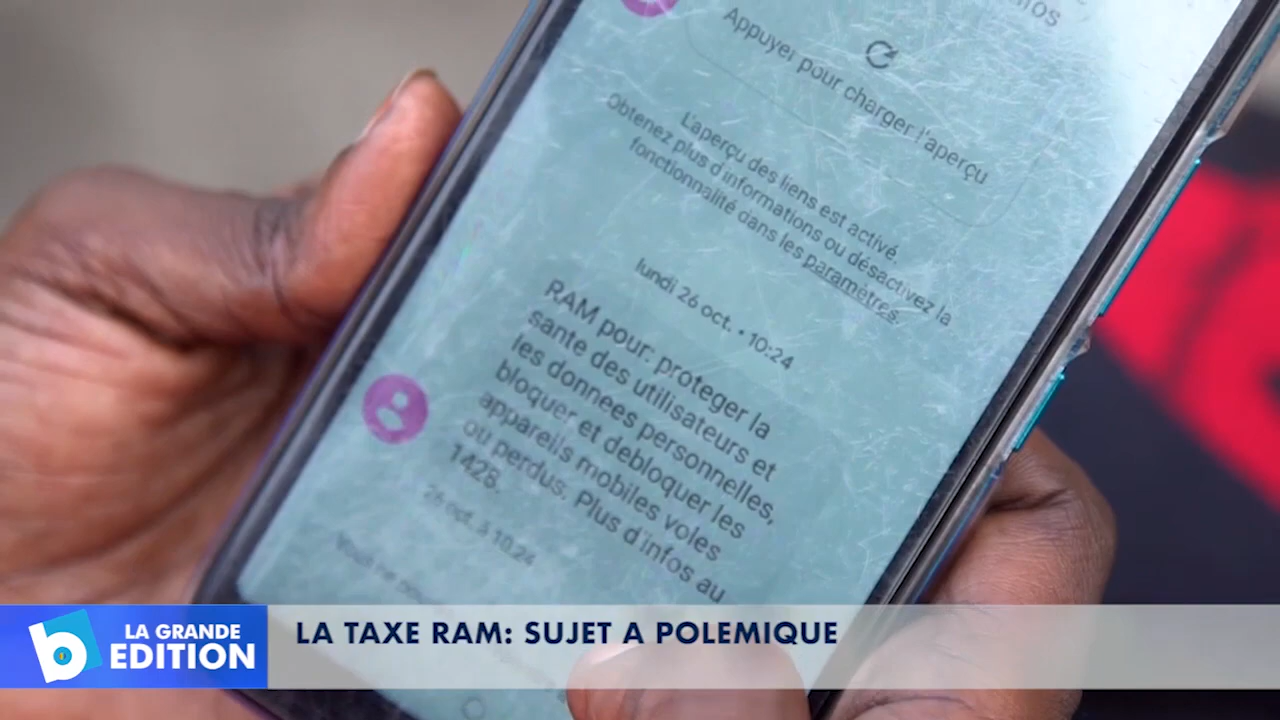 Appuyer pour charger l'aperçu
L'aperçu des liens est activé.
Obtenez plus d'informations ou désactivez la
fonctionnalité dans les paramètres.
lundi 26 oct. • 10:24
RAM pour: proteger la
sante des utilisateurs et
les donnees personnelles,
bloquer et debloquer les
appareils mobiles voles
ou perdus. Plus d'infos au
1428.
26 oct. à 10:24
LA GRANDE
EDITION
LA TAXE RAM: SUJET A POLEMIQUE